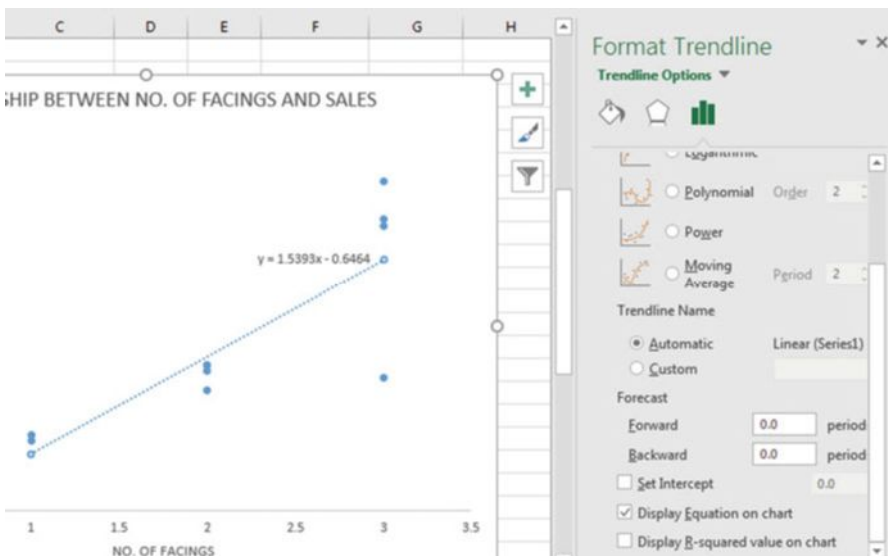 C D E F G H
SHIP BETWEEN NO. OF FACINGS AND SALES
y = 1.5393x - 0.6464
1 1.5 2 2.5 3 3.5
NO. OF FACINGS
Format Trendline
Trendline Options
Logarithmic
Polynomial Order 2
Power
Moving Average Period 2
Trendline Name
Automatic Linear (Series1)
Custom
Forecast
Forward 0.0 period
Backward 0.0 period
Set Intercept 0.0
Display Equation on chart
Display R-squared value on chart